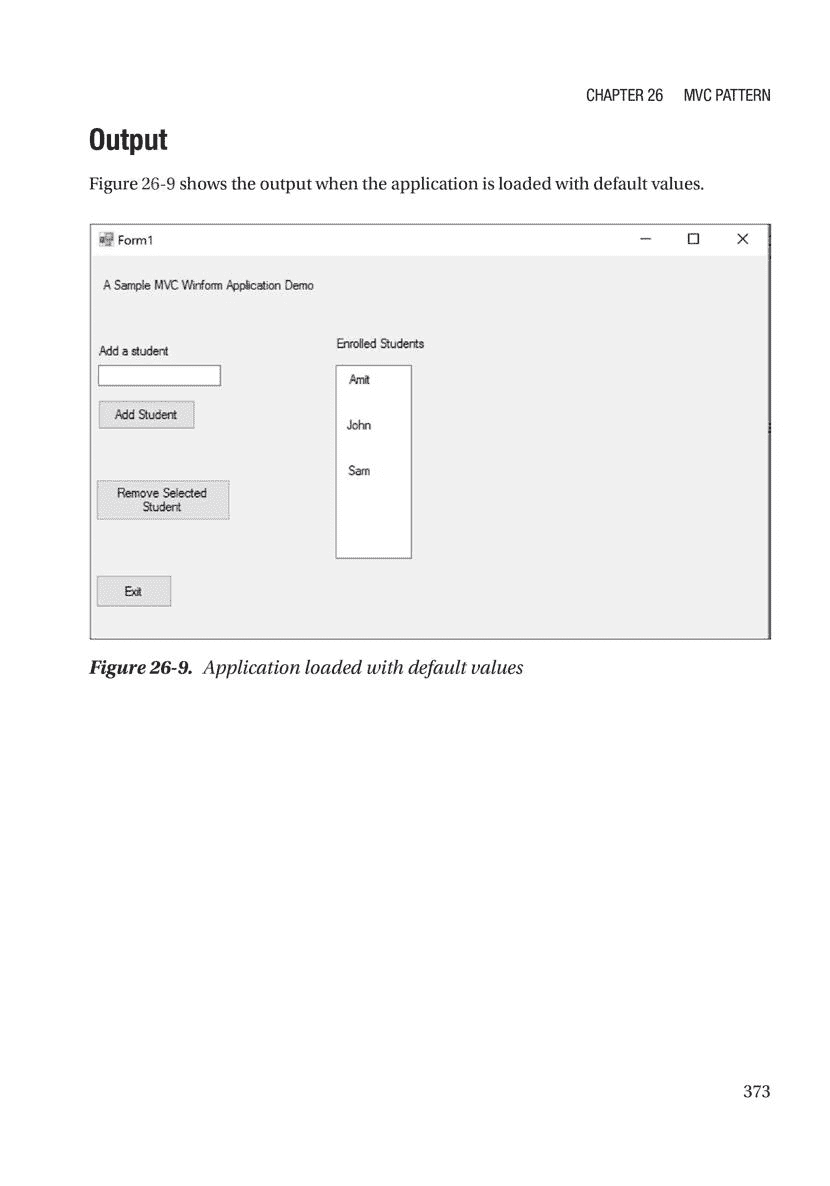 CHAPTER 26 MVC PATTERN
Output
Figure 26-9 shows the output when the application is loaded with default values.
Form1
A Sample MVC Winform Application Demo
Add a student
Enrolled Students
Amit
Add Student
John
Sam
Remove Selected
Student
Exit
Figure 26-9. Application loaded with default values
373